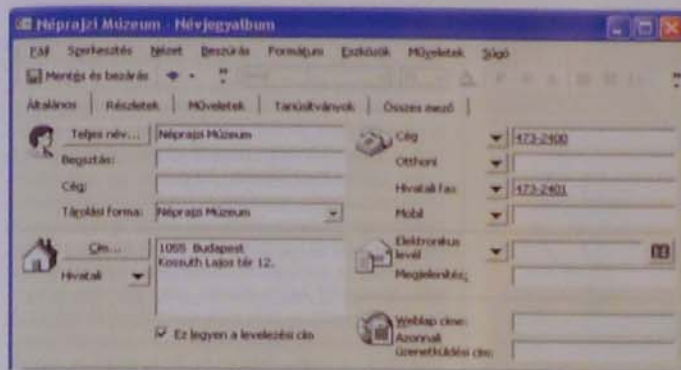 Néprajzi Múzeum - Névjegyalbum
Fájl Szerkesztés Nézet Beszúrás Formátum Eszközök Műveletek Súgó
Mentés és bezárás
Általános Részletek Műveletek Tanúsítványok Összes mező
Teljes név... Néprajzi Múzeum
Beosztás:
Cég:
Tárolási forma: Néprajzi Múzeum
Cím... 1055 Budapest
Kossuth Lajos tér 12.
Hivatali
Ez legyen a levelezési cím
Cég 473-2400
Otthoni
Hivatali fax 473-2401
Mobil
Elektronikus
levél
Megjelenítés:
Weblap címe:
Azonnali
üzenetküldési cím: